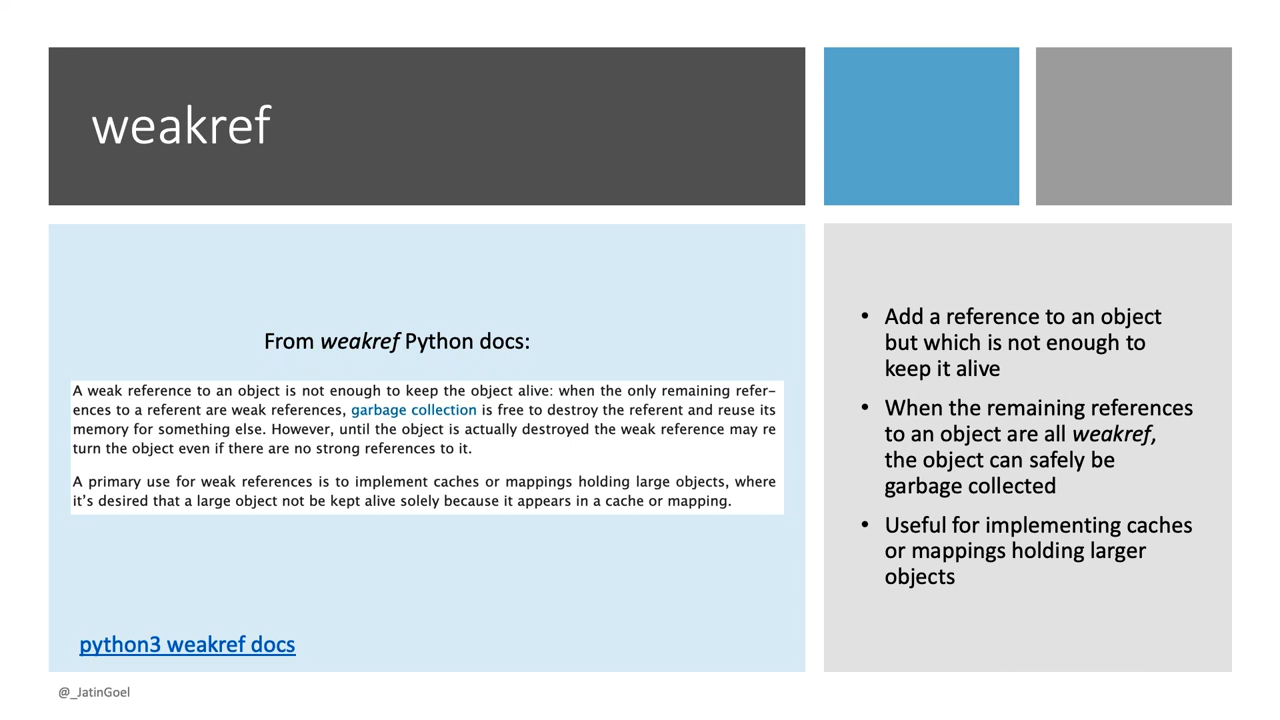 weakref
From weakref Python docs:
A weak reference to an object is not enough to keep the object alive: when the only remaining refer-
ences to a referent are weak references, garbage collection is free to destroy the referent and reuse its
memory for something else. However, until the object is actually destroyed the weak reference may re
turn the object even if there are no strong references to it.
A primary use for weak references is to implement caches or mappings holding large objects, where
it's desired that a large object not be kept alive solely because it appears in a cache or mapping.
python3 weakref docs
• Add a reference to an object
but which is not enough to
keep it alive
• When the remaining references
to an object are all weakref,
the object can safely be
garbage collected
• Useful for implementing caches
or mappings holding larger
objects
@_JatinGoel